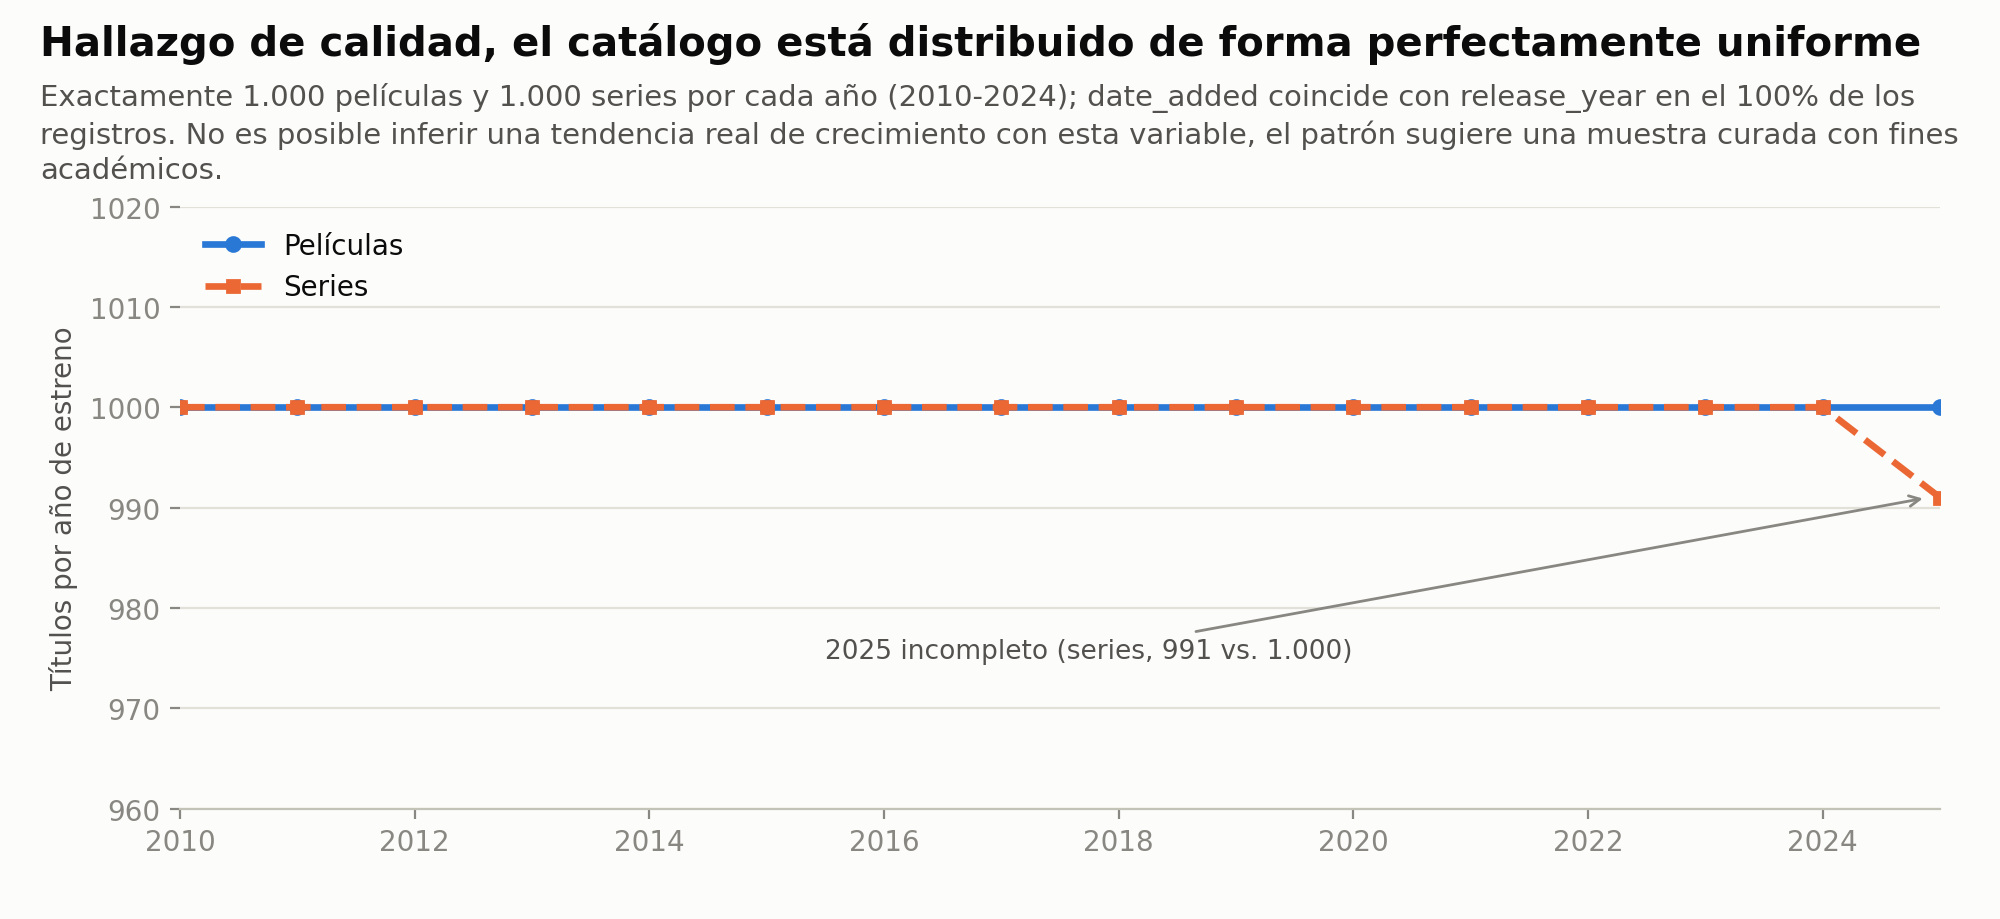 Hallazgo de calidad, el catálogo está distribuido de forma perfectamente uniforme
Exactamente 1.000 películas y 1.000 series por cada año (2010-2024); date_added coincide con release_year en el 100% de los
registros. No es posible inferir una tendencia real de crecimiento con esta variable, el patrón sugiere una muestra curada con fines
académicos.
Películas
Series
Títulos por año de estreno
1020
1010
1000
990
980
970
960
2025 incompleto (series, 991 vs. 1.000)
2010 2012 2014 2016 2018 2020 2022 2024